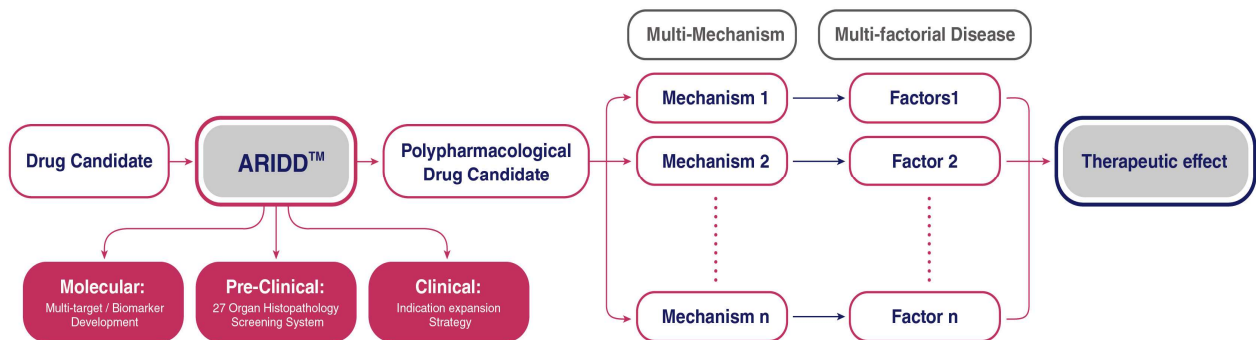 Multi-Mechanism
Multi-factorial Disease
Drug Candidate
ARIDD™
Polypharmacological
Drug Candidate
Mechanism 1
Factors1
Mechanism 2
Factor 2
Mechanism n
Factor n
Therapeutic effect
Molecular:
Multi-target / Biomarker
Development
Pre-Clinical:
27 Organ Histopathology
Screening System
Clinical:
Indication expansion
Strategy